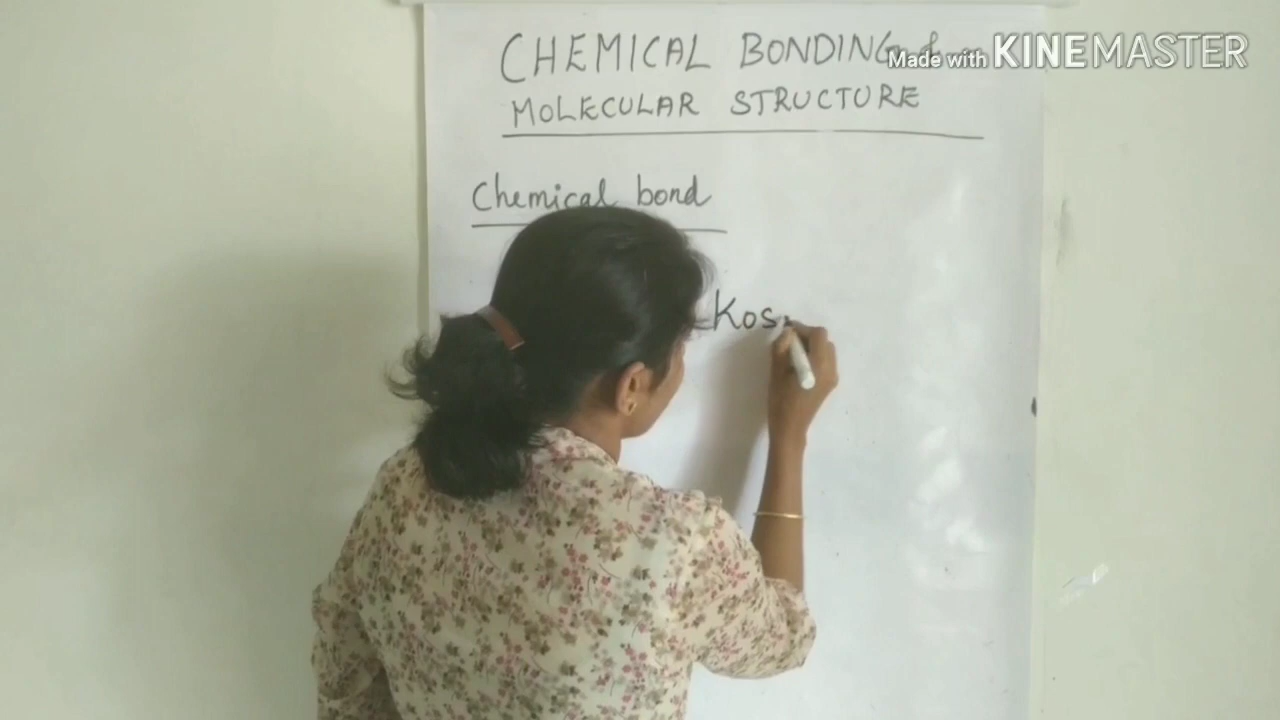 CHEMICAL BONDING &
Made with KINEMASTER
MOLECULAR STRUCTURE
Chemical bond
-Kos